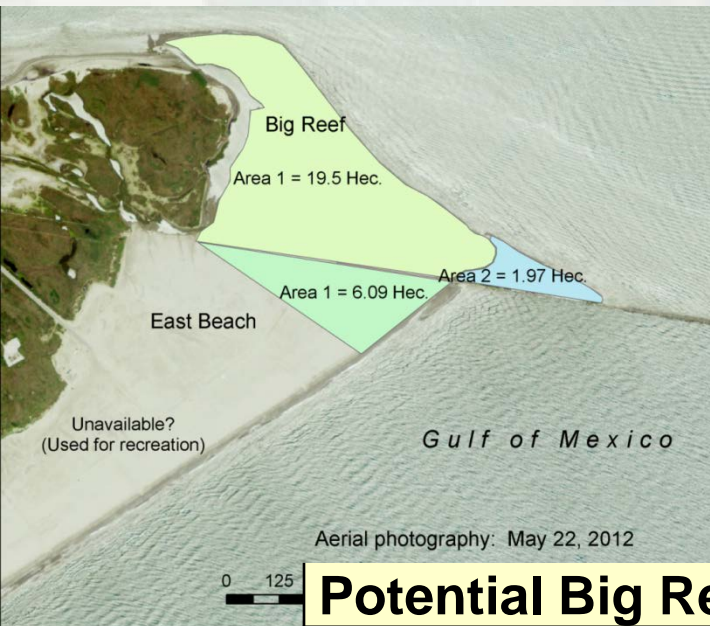 Big Reef
Area 1 = 19.5 Hec.
Area 2 = 1.97 Hec.
Area 1 = 6.09 Hec.
East Beach
Unavailable?
(Used for recreation)
Gulf of Mexico
Aerial photography: May 22, 2012
0 125
Potential Big